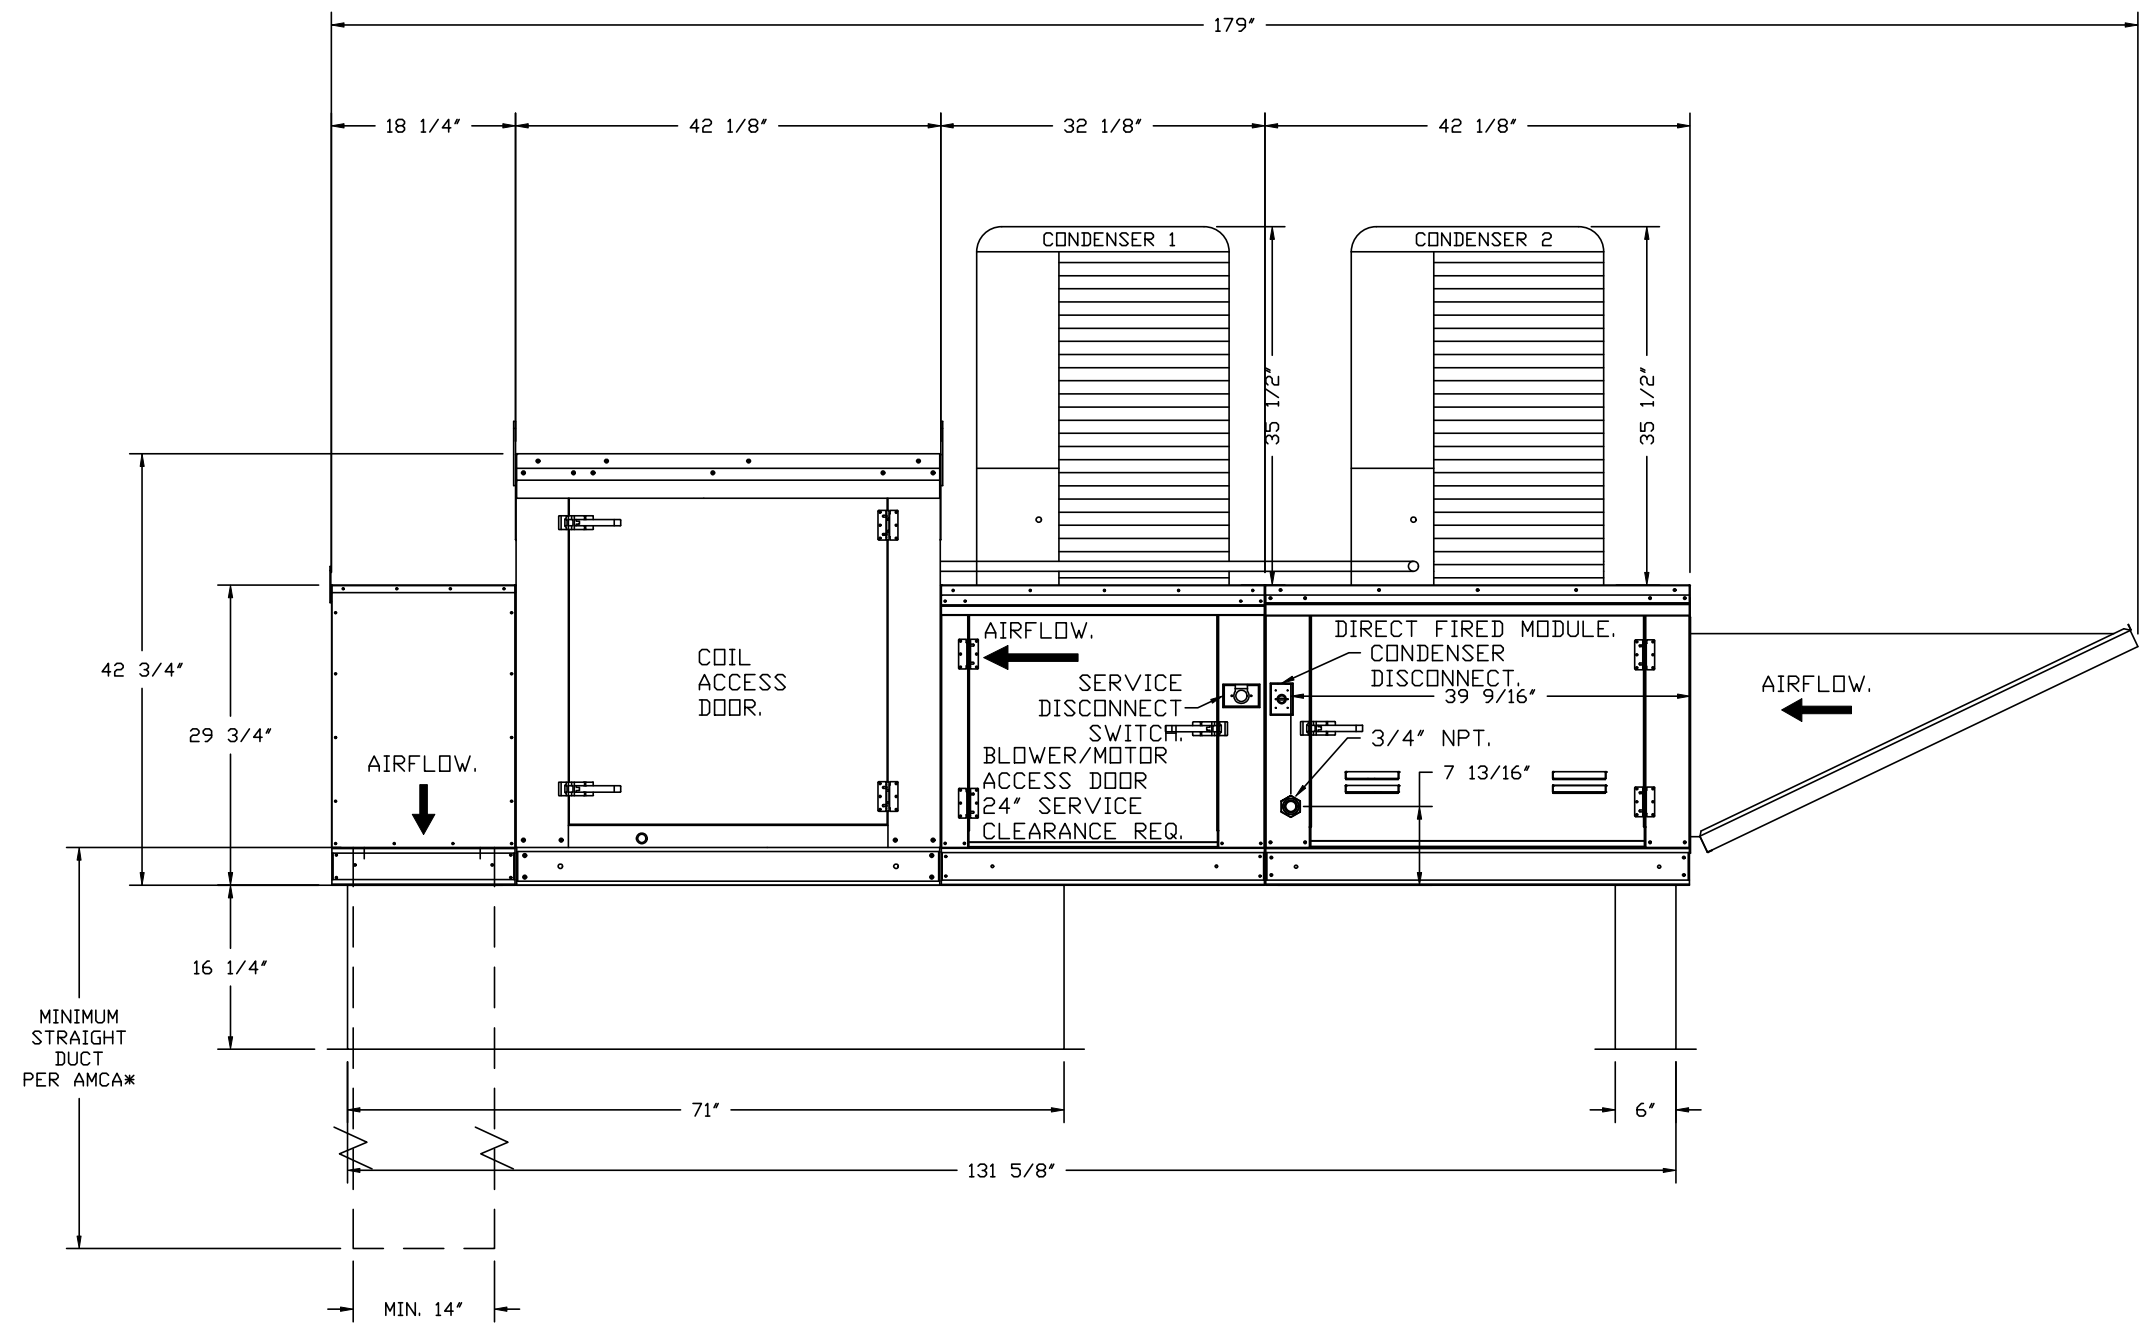 179"
18 1/4"
42 1/8"
32 1/8"
42 1/8"
CONDENSER 1
CONDENSER 2
35 1/2"
35 1/2"
42 3/4"
29 3/4"
16 1/4"
AIRFLOW.
COIL
ACCESS
DOOR.
AIRFLOW.
SERVICE
DISCONNECT
SWITCH.
BLOWER/MOTOR
ACCESS DOOR
24" SERVICE
CLEARANCE REQ.
DIRECT FIRED MODULE.
CONDENSER
DISCONNECT.
39 9/16"
3/4" NPT.
7 13/16"
AIRFLOW.
MINIMUM
STRAIGHT
DUCT
PER AMCA*
71"
6"
131 5/8"
MIN. 14"